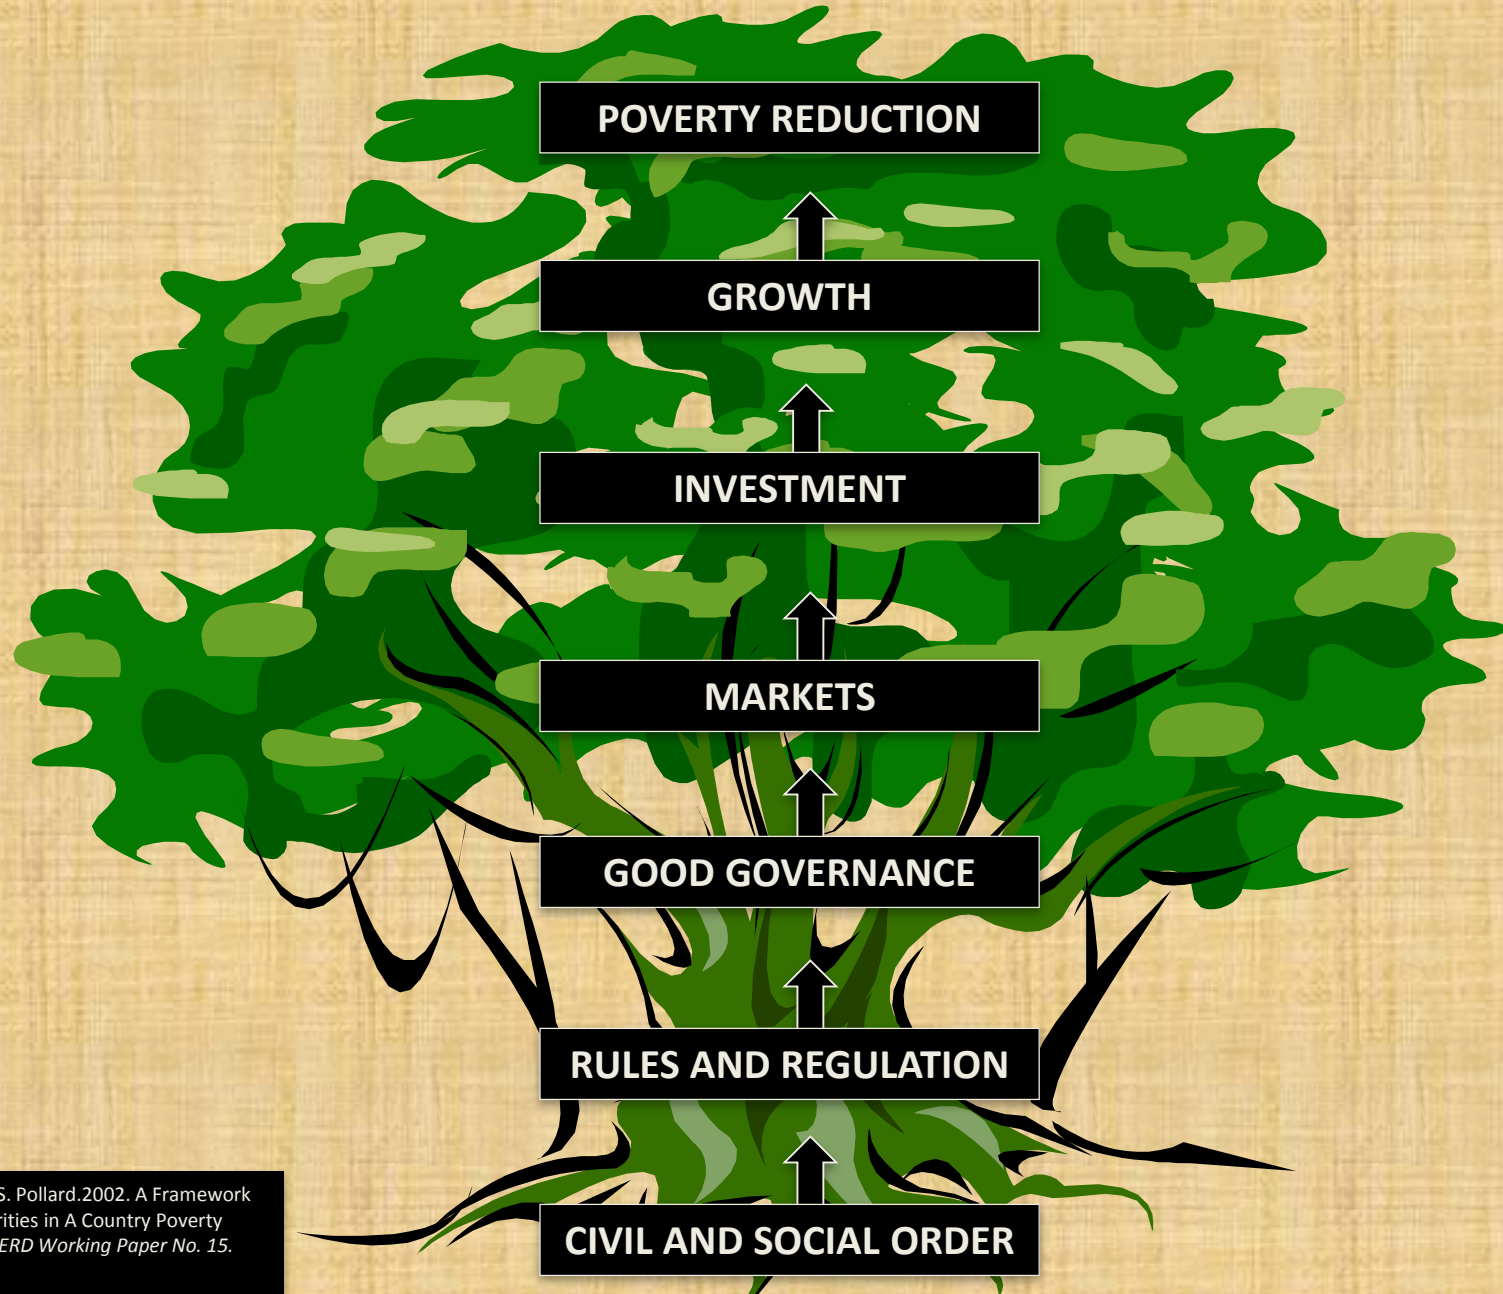 POVERTY REDUCTION
GROWTH
INVESTMENT
MARKETS
GOOD GOVERNANCE
RULES AND REGULATION
CIVIL AND SOCIAL ORDER
S. Pollard.2002. A Framework
rities in A Country Poverty
ERD Working Paper No. 15.